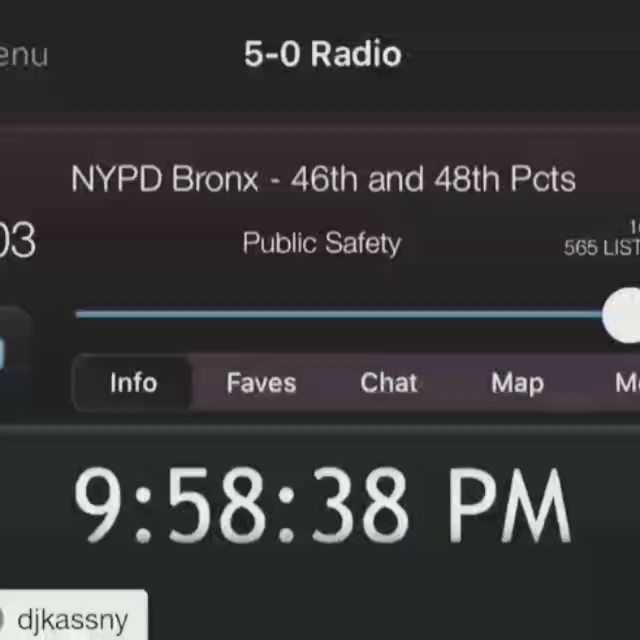 enu
5-0 Radio
NYPD Bronx - 46th and 48th Pcts
03
Public Safety
565 LIST
Info Faves Chat Map
9:58:38 PM
djkassny